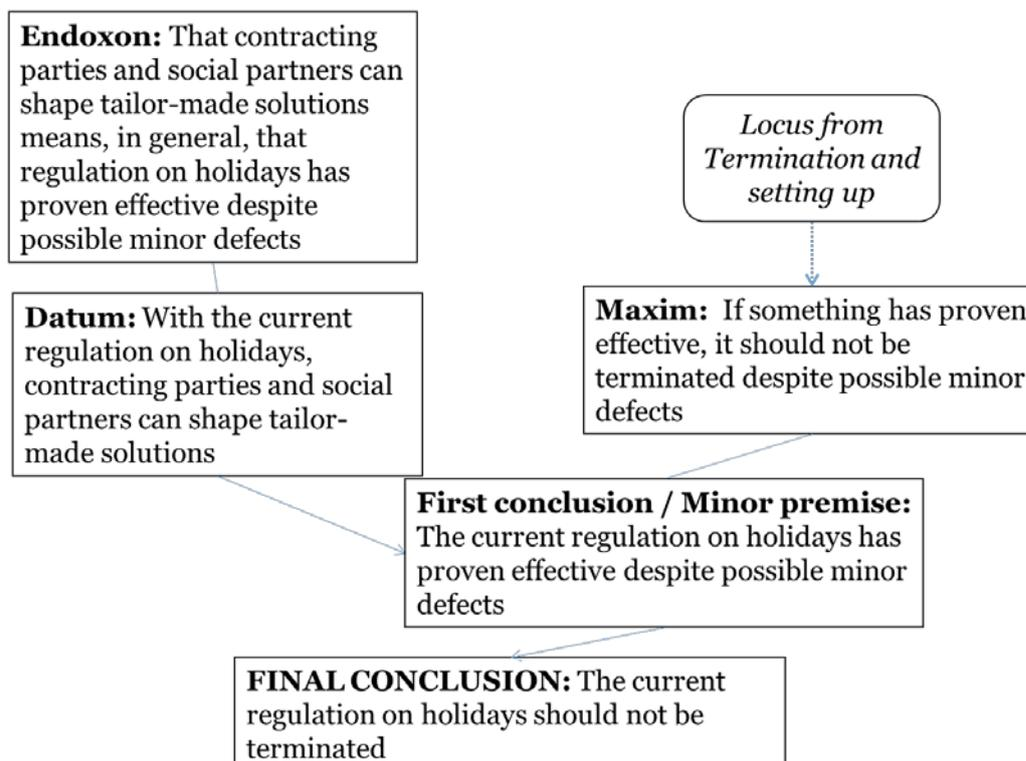 Endoxon: That contracting
parties and social partners can
shape tailor-made solutions
means, in general, that
regulation on holidays has
proven effective despite
possible minor defects
Locus from
Termination and
setting up
Datum: With the current
regulation on holidays,
contracting parties and social
partners can shape tailor-
made solutions
Maxim: If something has proven
effective, it should not be
terminated despite possible minor
defects
First conclusion / Minor premise:
The current regulation on holidays has
proven effective despite possible minor
defects
FINAL CONCLUSION: The current
regulation on holidays should not be
terminated